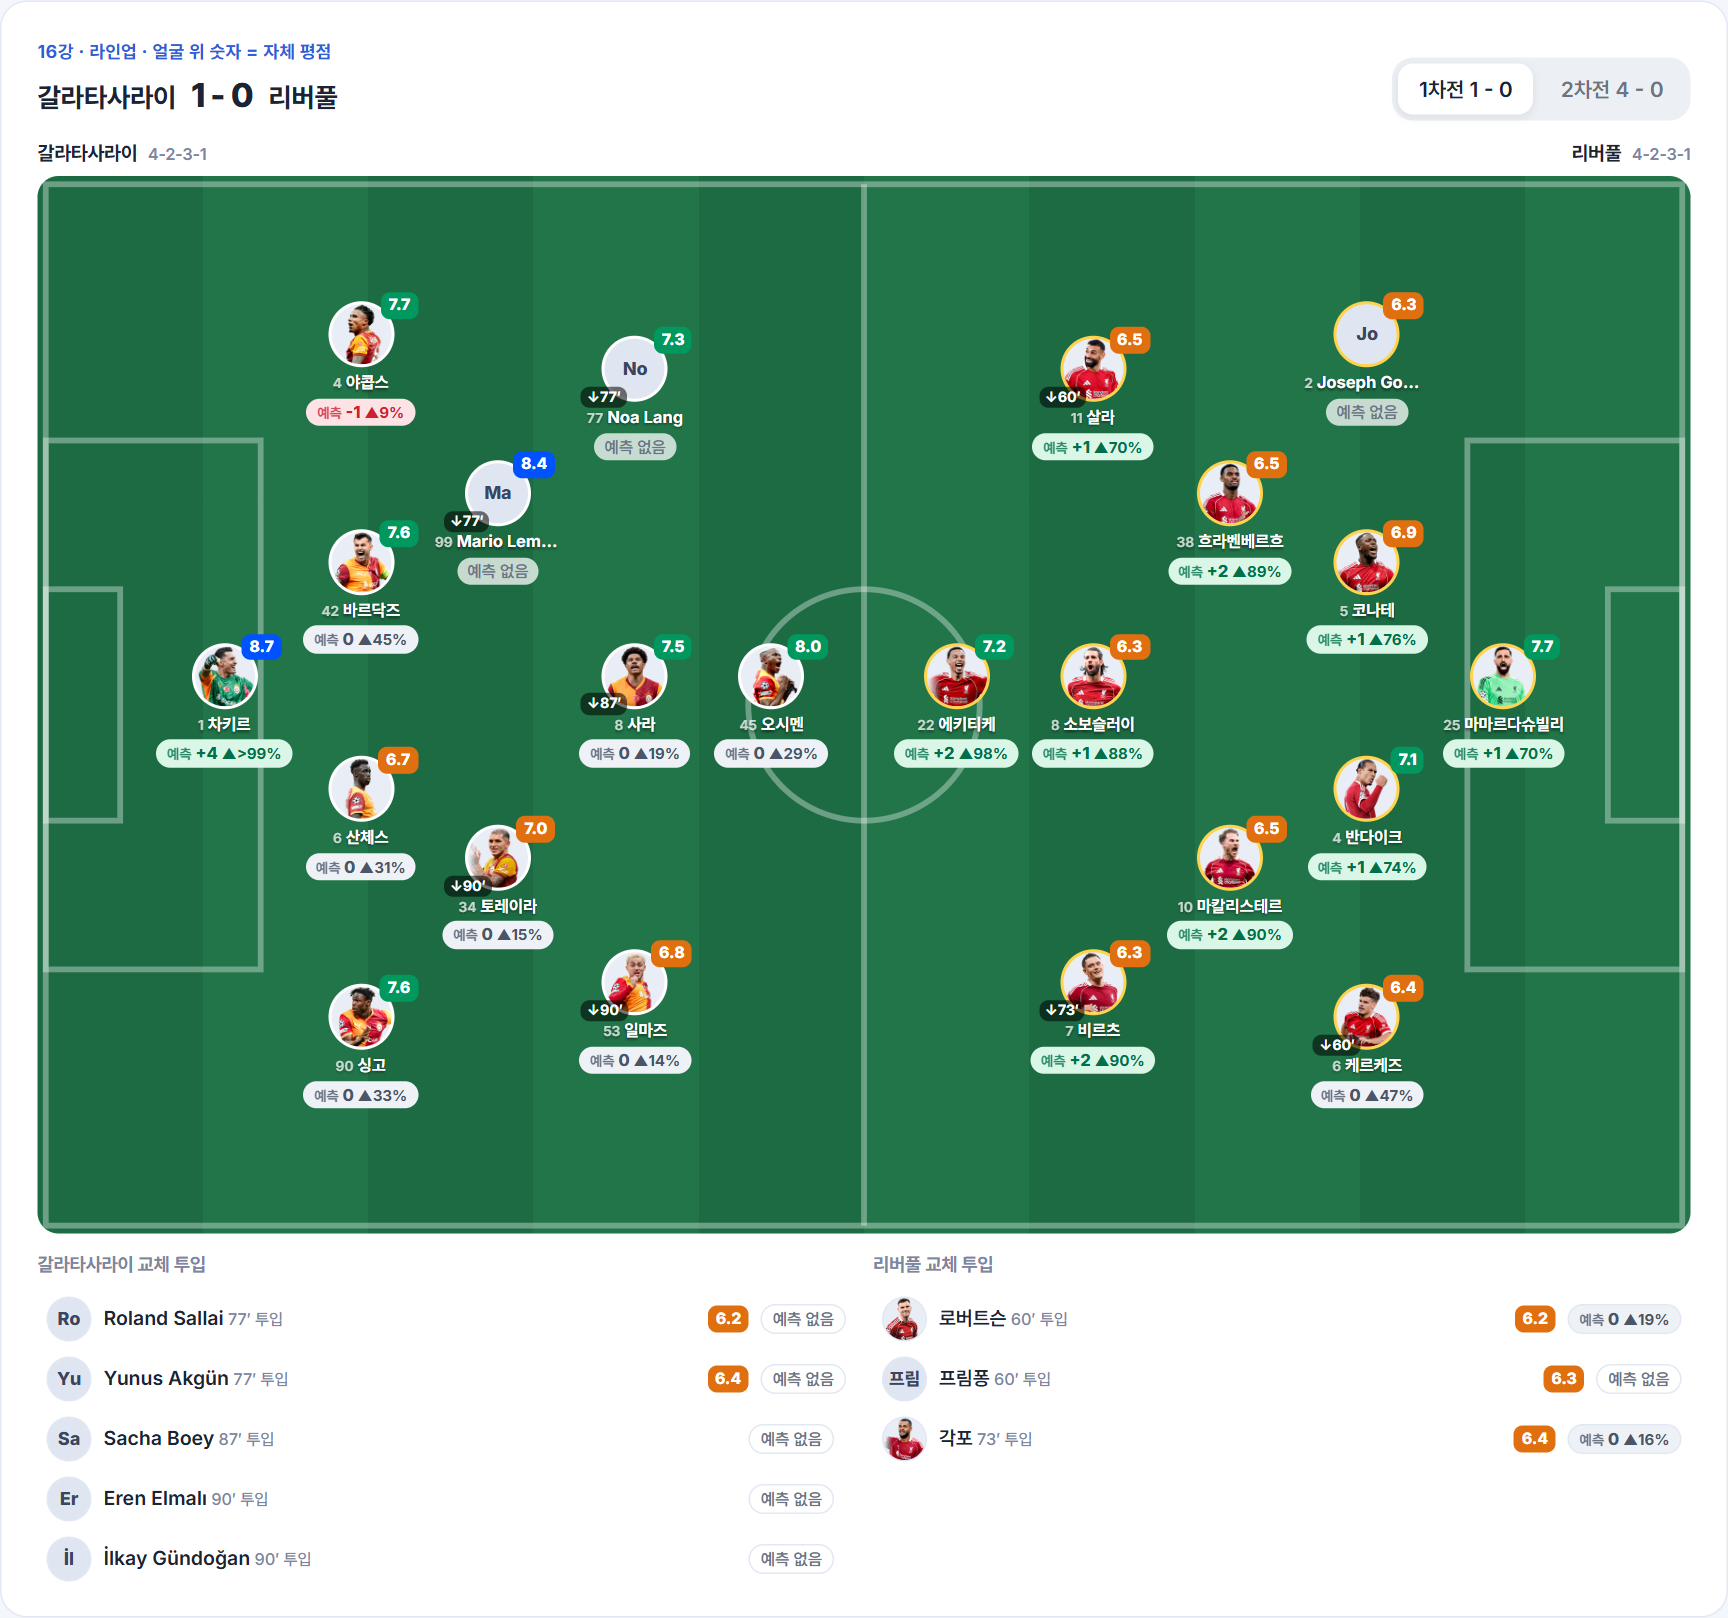 16강 · 라인업 · 얼굴 위 숫자 = 자체 평점
갈라타사라이 1 - 0 리버풀
1차전 1 - 0
2차전 4 - 0
갈라타사라이 4-2-3-1
리버풀 4-2-3-1
7.7
4 야콥스
예측 -1 ▲9%
No
7.3
↓77′
77 Noa Lang
예측 없음
Ma
8.4
↓77′
99 Mario Lem…
예측 없음
7.6
42 바르닥즈
예측 0 ▲45%
8.7
1 차키르
예측 +4 ▲>99%
7.5
↓87′
8 사라
예측 0 ▲19%
8.0
45 오시멘
예측 0 ▲29%
6.7
6 산체스
예측 0 ▲31%
7.0
↓90′
34 토레이라
예측 0 ▲15%
6.8
↓90′
53 일마즈
예측 0 ▲14%
7.6
90 싱고
예측 0 ▲33%
6.5
↓60′
11 살라
예측 +1 ▲70%
Jo
6.3
2 Joseph Go…
예측 없음
6.5
38 흐라벤베르흐
예측 +2 ▲89%
6.9
5 코나테
예측 +1 ▲76%
7.2
22 에키티케
예측 +2 ▲98%
6.3
8 소보슬러이
예측 +1 ▲88%
7.7
25 마마르다슈빌리
예측 +1 ▲70%
7.1
4 반다이크
예측 +1 ▲74%
6.5
10 마칼리스테르
예측 +2 ▲90%
6.3
↓73′
7 비르츠
예측 +2 ▲90%
6.4
↓60′
6 케르케즈
예측 0 ▲47%
갈라타사라이 교체 투입
Ro Roland Sallai 77′ 투입 6.2 예측 없음
Yu Yunus Akgün 77′ 투입 6.4 예측 없음
Sa Sacha Boey 87′ 투입 예측 없음
Er Eren Elmalı 90′ 투입 예측 없음
İl İlkay Gündoğan 90′ 투입 예측 없음
리버풀 교체 투입
로버트슨 60′ 투입 6.2 예측 0 ▲19%
프림 프림퐁 60′ 투입 6.3 예측 없음
각포 73′ 투입 6.4 예측 0 ▲16%